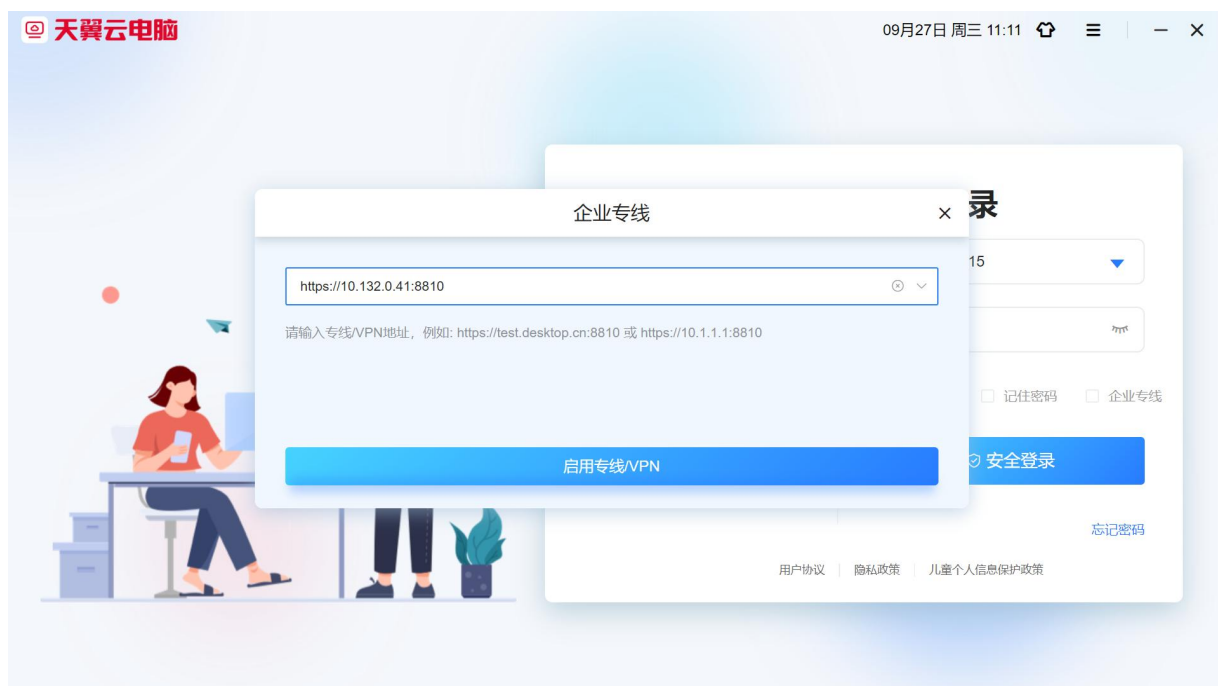 天翼云电脑
09月27日 周三 11:11
企业专线
录
https://10.132.0.41:8810
15
请输入专线/VPN地址，例如: https://test.desktop.cn:8810 或 https://10.1.1.1:8810
记住密码 企业专线
启用专线/VPN
安全登录
忘记密码
用户协议 隐私政策 儿童个人信息保护政策